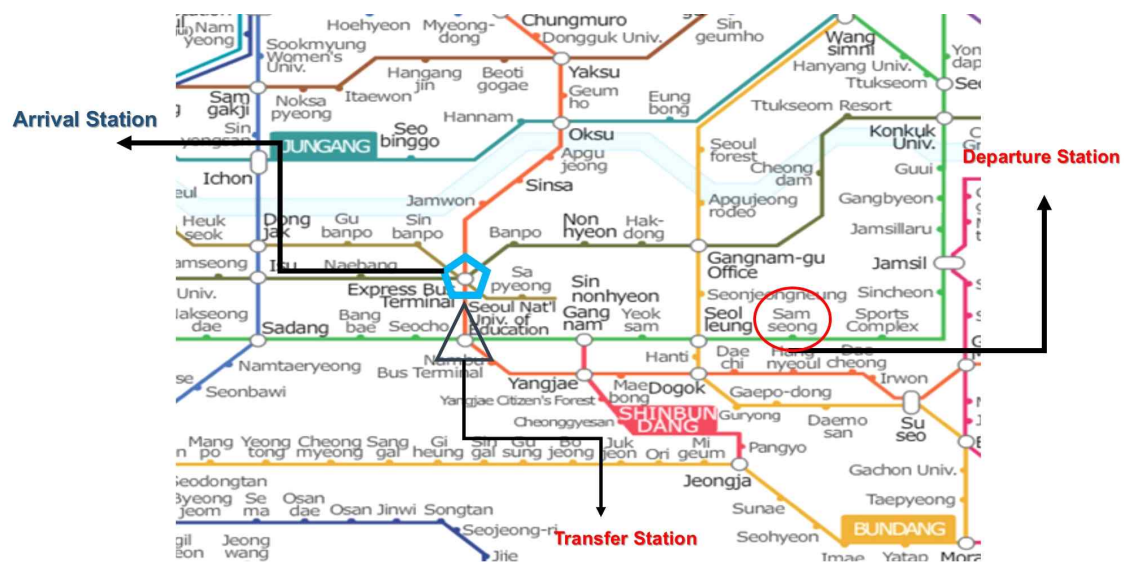 Chungmuro
Hoehyeon
Myeong-
dong
Dongguk Univ.
Sin
geumho
Nam
yeong
Sookmyung
Women's
Univ.
Wang
simni
Hanyang Univ.
Ttukseom
Hangang
jin
Beoti
gogae
Yaksu
Geum
ho
Sam
gakji
Noksa
pyeong
Itaewon
Hannam
Eung
bong
Ttukseom Resort
Arrival Station
Sin
yongsan
JUNGANG
Seo
binggo
Oksu
Konkuk
Univ.
Departure Station
Ichon
Apgu
jeong
Seoul
forest
Cheong
dam
Guui
Sinsa
Jamwon
Apgujeong
rodeo
Gangbyeon
Heuk
seok
Dong
jak
Gu
banpo
Sin
banpo
Banpo
Non
hyeon
Hak-
dong
Jamsillaru
Isu
Naebang
Express Bus
Terminal
Sa
pyeong
Sin
nonhyeon
Gangnam-gu
Office
Jamsil
Seonjeongneung
Sincheon
Univ.
Sadang
Bang
bae
Seocho
Seoul Nat'l
Univ. of
Education
Gang
nam
Yeok
sam
Seol
leung
Sam
seong
Sports
Complex
Namtaeryeong
Nambu
Bus Terminal
Hanti
Dae
chi
Hang
nyeoul
Dae
cheong
Irwon
Seonbawi
Yangjae
Mae
bong
Dogok
Gaepo-dong
Yangjae Citizen's Forest
Cheonggyesan
SHINBUN
DANG
Guryong
Daemo
san
Su
seo
Mang
po
Yeong
tong
Cheong
myeong
Sang
gal
Gi
heung
Sin
gal
Gu
sung
Bo
jeong
Juk
jeon
Ori
Mi
geum
Pangyo
Jeongja
Gachon Univ.
Seodongtan
Byeong
jeom
Se
ma
Osan
dae
Osan
Jinwi
Songtan
Taepyeong
Sunae
Seojeong-ri
Transfer Station
Seohyeon
BUNDANG
Jeong
wang
Jije
Imae
Yatap